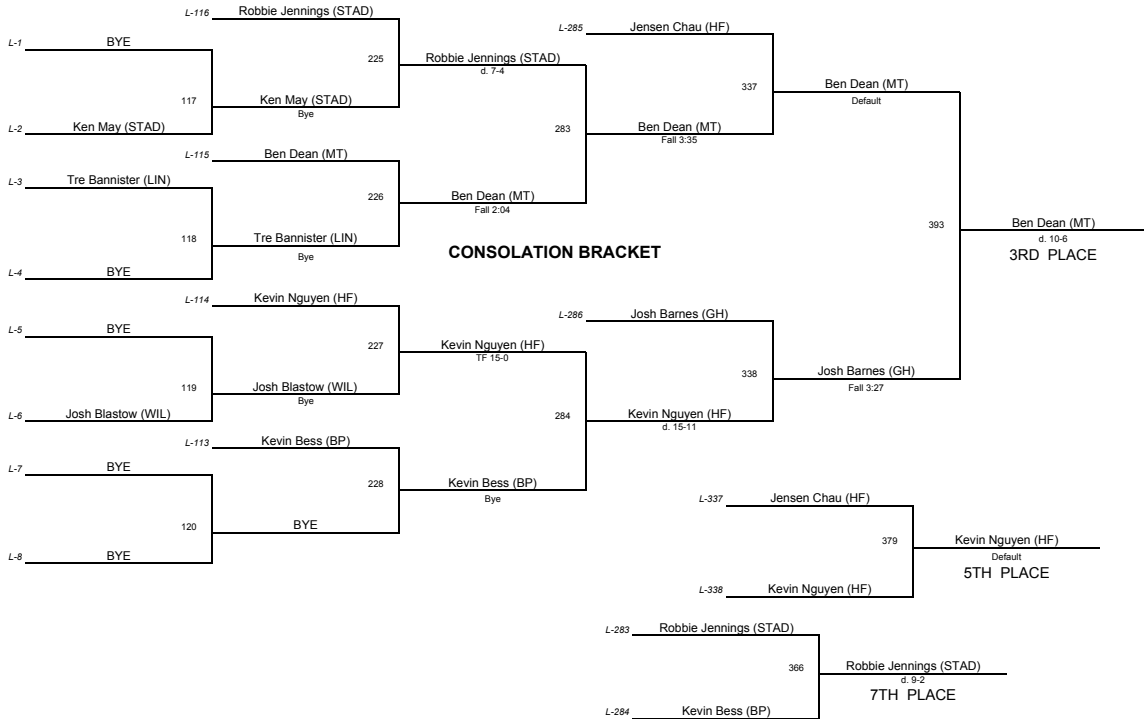 L-116 Robbie Jennings (STAD)
L-285 Jensen Chau (HF)
L-1 BYE
225 Robbie Jennings (STAD)
d. 7-4
337 Ben Dean (MT)
Default
117 Ken May (STAD)
Bye
L-2 Ken May (STAD)
283 Ben Dean (MT)
Fall 3:35
L-115 Ben Dean (MT)
L-3 Tre Bannister (LIN)
226 Ben Dean (MT)
Fall 2:04
118 Tre Bannister (LIN)
Bye
CONSOLATION BRACKET
393 Ben Dean (MT)
d. 10-6
3RD PLACE
L-4 BYE
L-114 Kevin Nguyen (HF)
L-286 Josh Barnes (GH)
L-5 BYE
227 Kevin Nguyen (HF)
TF 15-0
338 Josh Barnes (GH)
Fall 3:27
119 Josh Blastow (WIL)
Bye
L-6 Josh Blastow (WIL)
284 Kevin Nguyen (HF)
d. 15-11
L-113 Kevin Bess (BP)
L-7 BYE
228 Kevin Bess (BP)
Bye
120 BYE
L-8 BYE
L-337 Jensen Chau (HF)
379 Kevin Nguyen (HF)
Default
5TH PLACE
L-338 Kevin Nguyen (HF)
L-283 Robbie Jennings (STAD)
366 Robbie Jennings (STAD)
d. 9-2
7TH PLACE
L-284 Kevin Bess (BP)